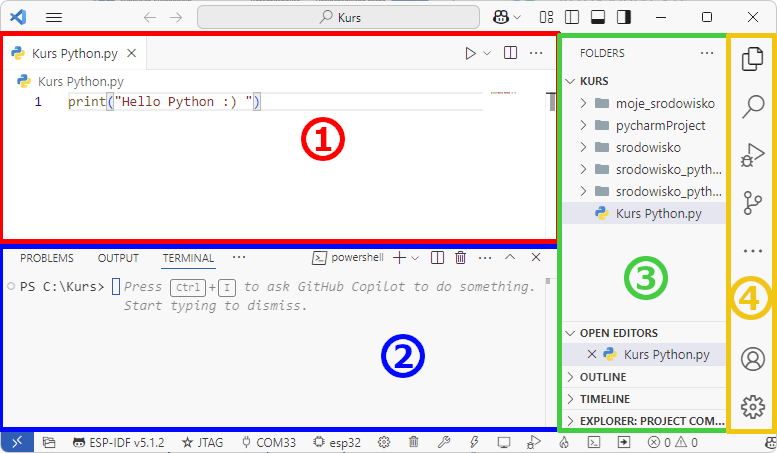 Kurs
Kurs Python.py
Kurs Python.py
1 print("Hello Python :) ")
1
PROBLEMS OUTPUT TERMINAL ... powershell
PS C:\Kurs> Press Ctrl+I to ask GitHub Copilot to do something.
Start typing to dismiss.
2
FOLDERS
KURS
moje_srodowisko
pycharmProject
srodowisko
srodowisko_pyth...
srodowisko_pyth...
Kurs Python.py
3
OPEN EDITORS
Kurs Python.py
OUTLINE
TIMELINE
EXPLORER: PROJECT COM...
4
ESP-IDF v5.1.2 JTAG COM33 esp32 0 0